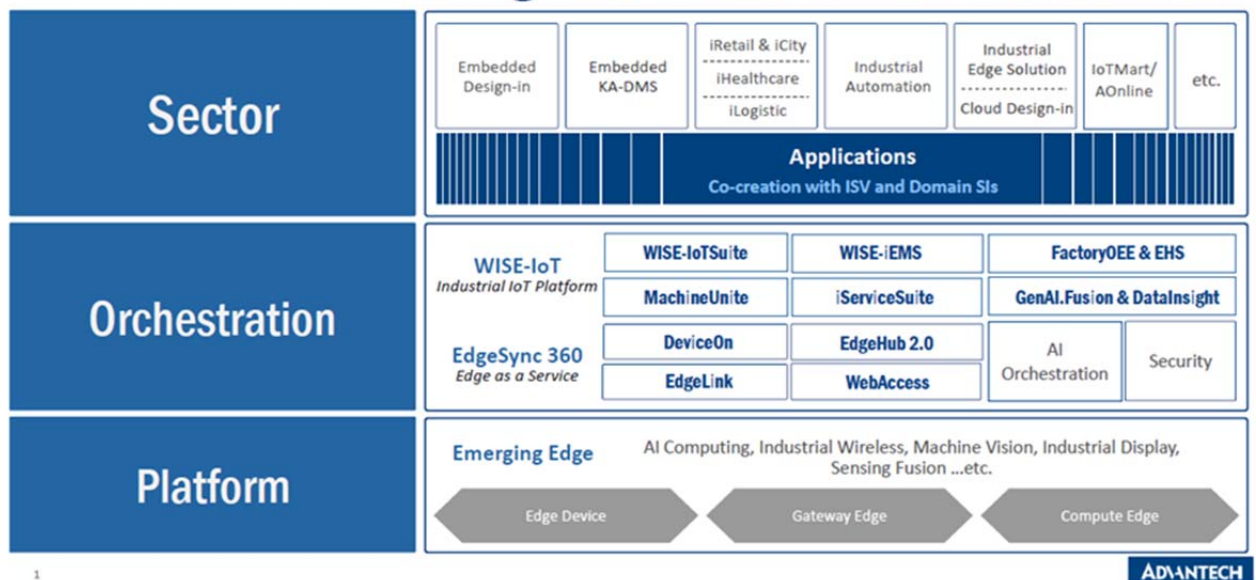 Sector
Embedded
Design-in
Embedded
KA-DMS
iRetail & iCity
iHealthcare
iLogistic
Industrial
Automation
Industrial
Edge Solution
Cloud Design-in
IoTMart/
AOnline
etc.
Applications
Co-creation with ISV and Domain SIs
Orchestration
WISE-IoT
Industrial IoT Platform
WISE-IoTSuite
WISE-iEMS
FactoryOEE & EHS
MachineUnite
iServiceSuite
GenAI.Fusion & DataInsight
EdgeSync 360
Edge as a Service
DeviceOn
EdgeHub 2.0
EdgeLink
WebAccess
AI
Orchestration
Security
Platform
Emerging Edge
AI Computing, Industrial Wireless, Machine Vision, Industrial Display,
Sensing Fusion ...etc.
Edge Device
Gateway Edge
Compute Edge
1
ADVANTECH